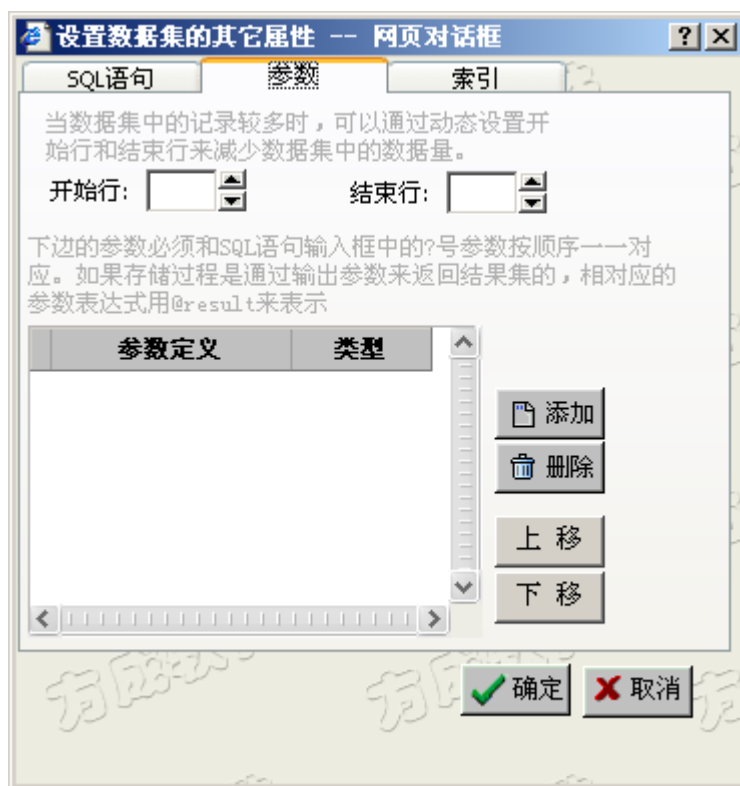 设置数据集的其它属性 -- 网页对话框
SQL语句 参数 索引
当数据集中的记录较多时，可以通过动态设置开
始行和结束行来减少数据集中的数据量。
开始行: 结束行:
下边的参数必须和SQL语句输入框中的?号参数按顺序一一对
应。如果存储过程是通过输出参数来返回结果集的，相对应的
参数表达式用@result来表示
参数定义 类型
添加
删除
上 移
下 移
确定 取消